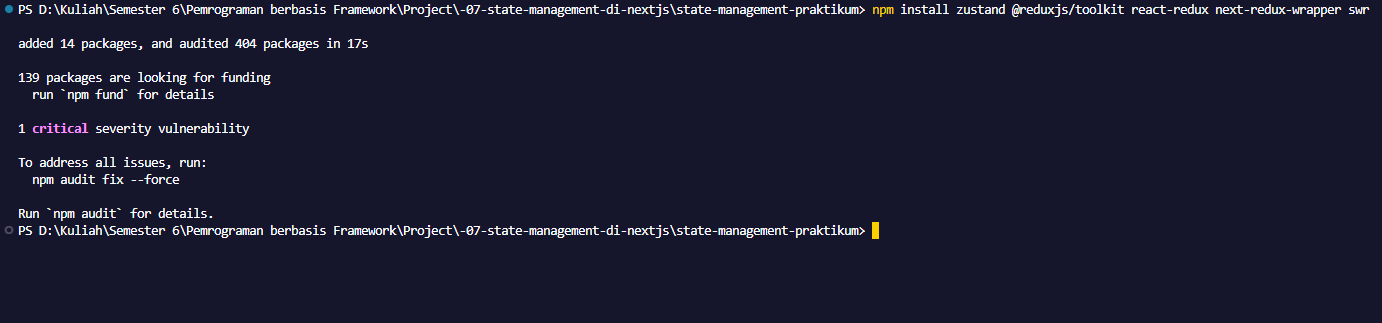 PS D:\Kuliah\Semester 6\Pemrograman berbasis Framework\Project\-07-state-management-di-nextjs\state-management-praktikum> npm install zustand @reduxjs/toolkit react-redux next-redux-wrapper swr
added 14 packages, and audited 404 packages in 17s
139 packages are looking for funding
run `npm fund` for details
1 critical severity vulnerability
To address all issues, run:
npm audit fix --force
Run `npm audit` for details.
PS D:\Kuliah\Semester 6\Pemrograman berbasis Framework\Project\-07-state-management-di-nextjs\state-management-praktikum>